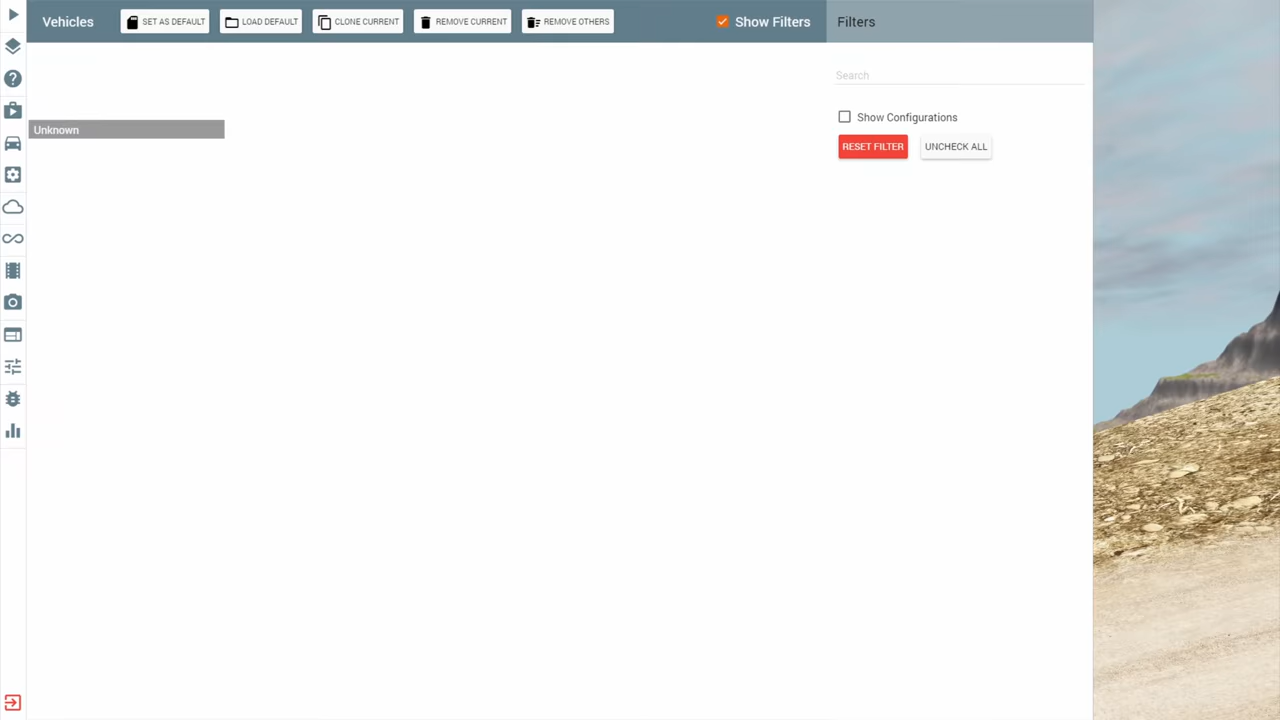 Vehicles
SET AS DEFAULT
LOAD DEFAULT
CLONE CURRENT
REMOVE CURRENT
REMOVE OTHERS
Show Filters
Filters
Search
Show Configurations
RESET FILTER
UNCHECK ALL
Unknown